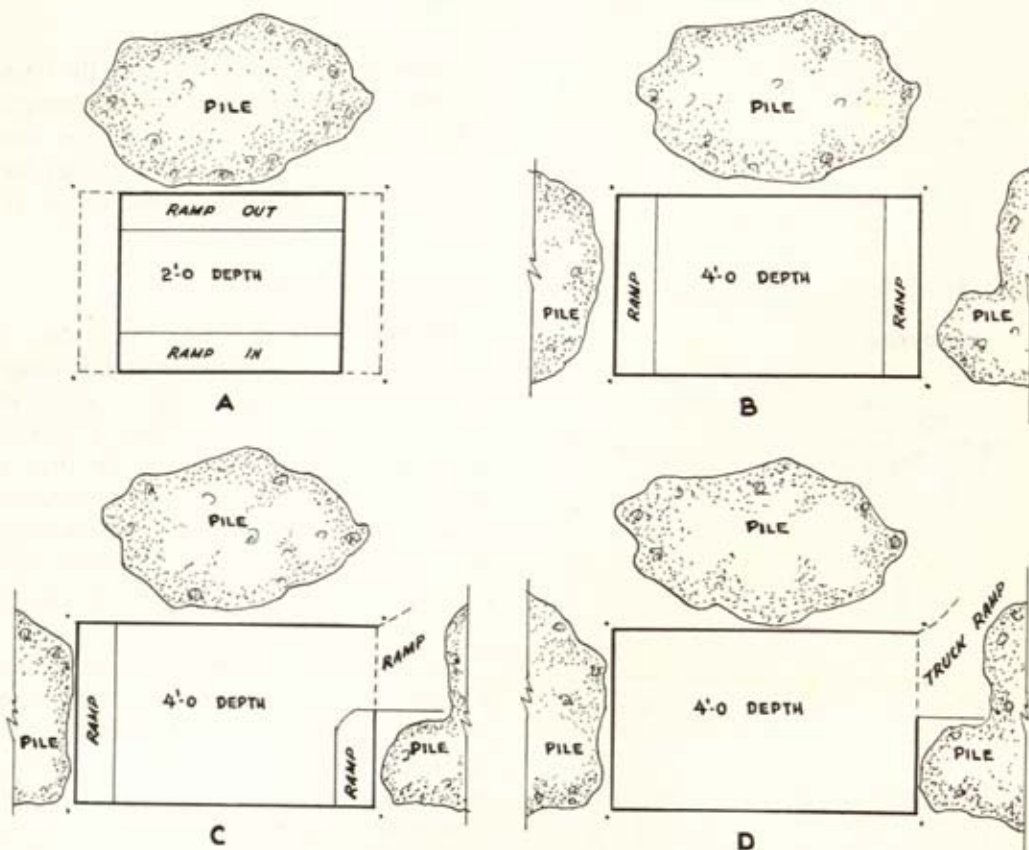 PILE
RAMP OUT
2'-0 DEPTH
RAMP IN
A
PILE
PILE
RAMP
4'-0 DEPTH
RAMP
PILE
B
PILE
RAMP
PILE
RAMP
4'-0 DEPTH
RAMP
PILE
C
PILE
TRUCK RAMP
PILE
4'-0 DEPTH
PILE
D